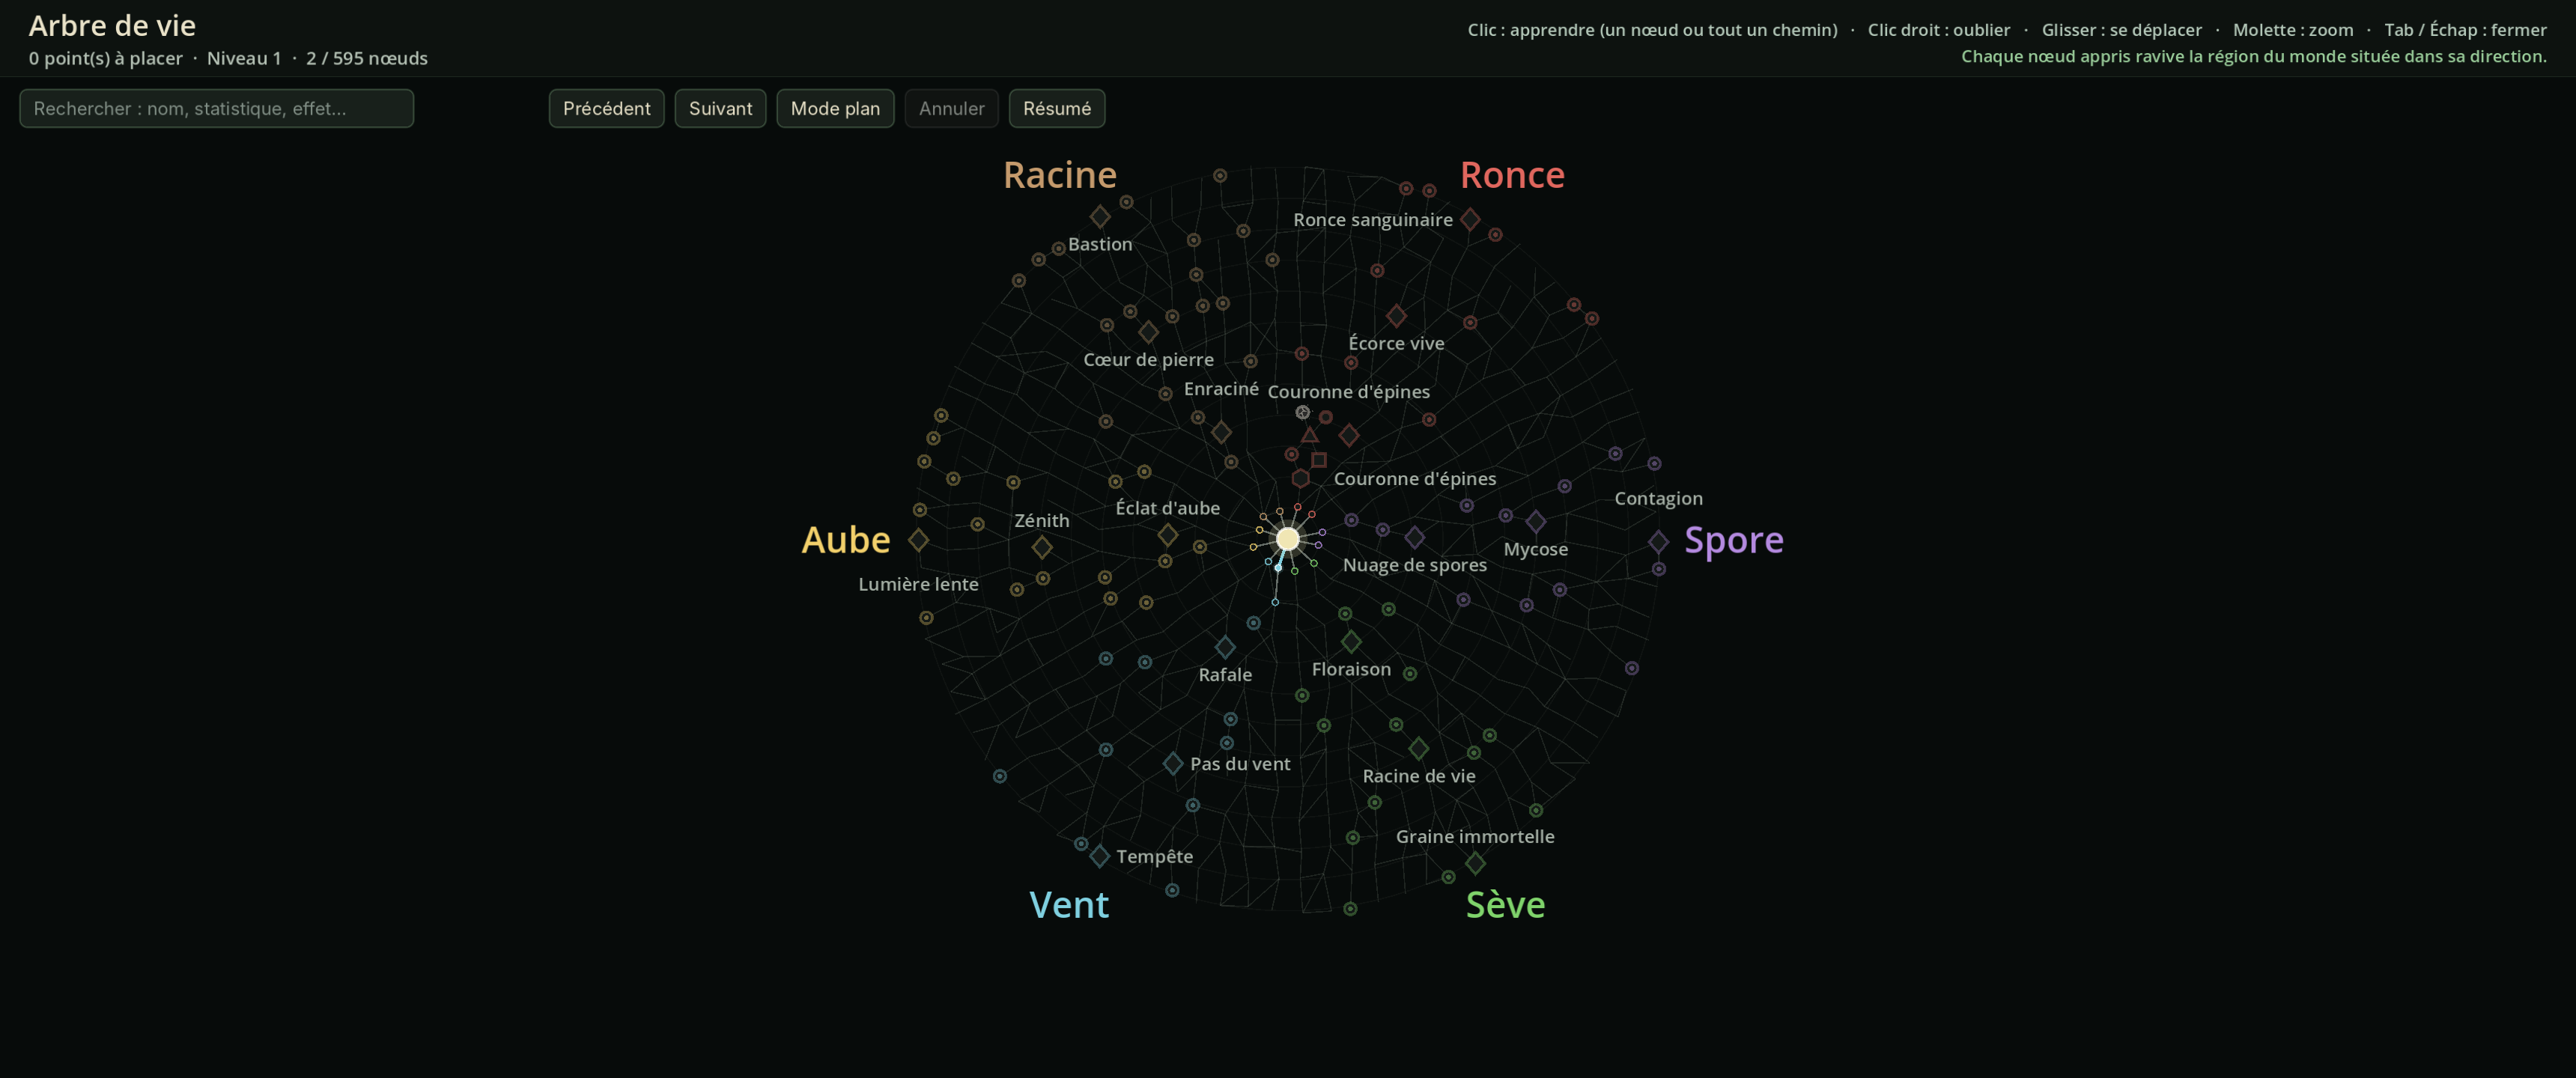 Arbre de vie
0 point(s) à placer · Niveau 1 · 2 / 595 nœuds
Clic : apprendre (un nœud ou tout un chemin) · Clic droit : oublier · Glisser : se déplacer · Molette : zoom · Tab / Échap : fermer
Chaque nœud appris ravive la région du monde située dans sa direction.
Rechercher : nom, statistique, effet...
Précédent
Suivant
Mode plan
Annuler
Résumé
Racine
Ronce
Ronce sanguinaire
Bastion
Écorce vive
Cœur de pierre
Enraciné
Couronne d'épines
Couronne d'épines
Contagion
Éclat d'aube
Zénith
Aube
Spore
Mycose
Nuage de spores
Lumière lente
Floraison
Rafale
Pas du vent
Racine de vie
Graine immortelle
Tempête
Vent
Sève